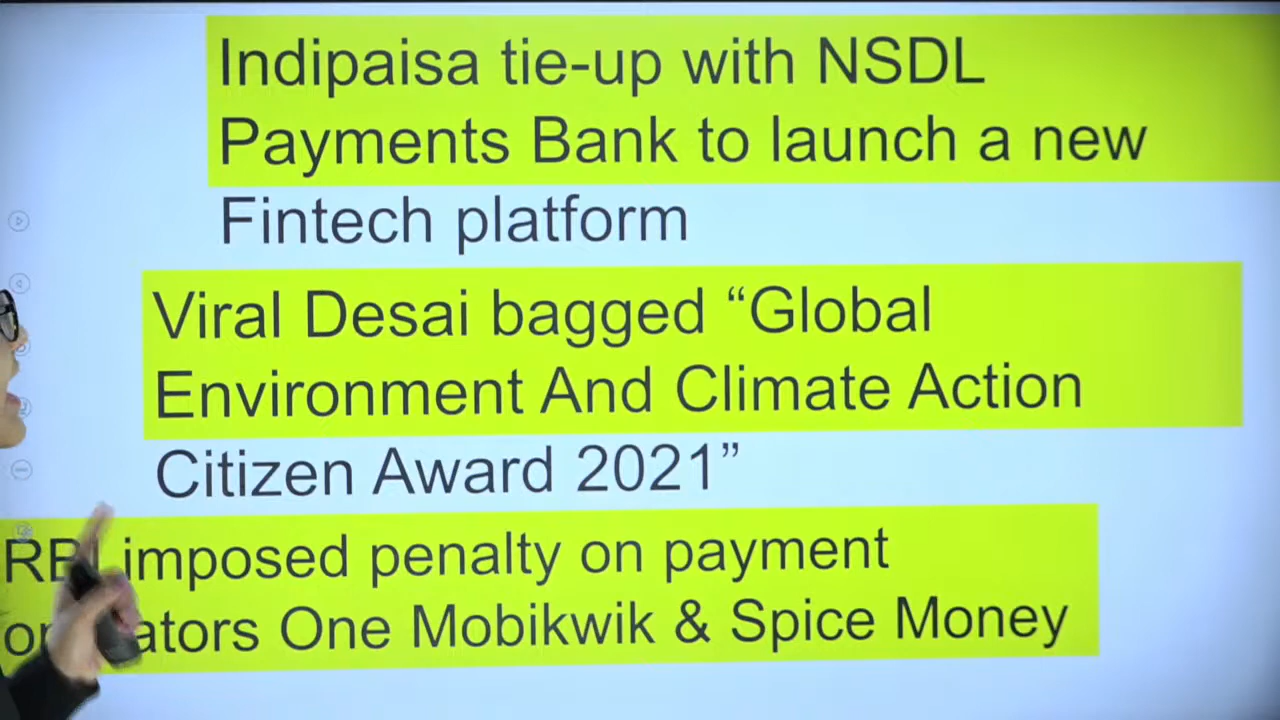 Indipaisa tie-up with NSDL
Payments Bank to launch a new
Fintech platform
Viral Desai bagged “Global
Environment And Climate Action
Citizen Award 2021”
imposed penalty on payment
One Mobikwik & Spice Money